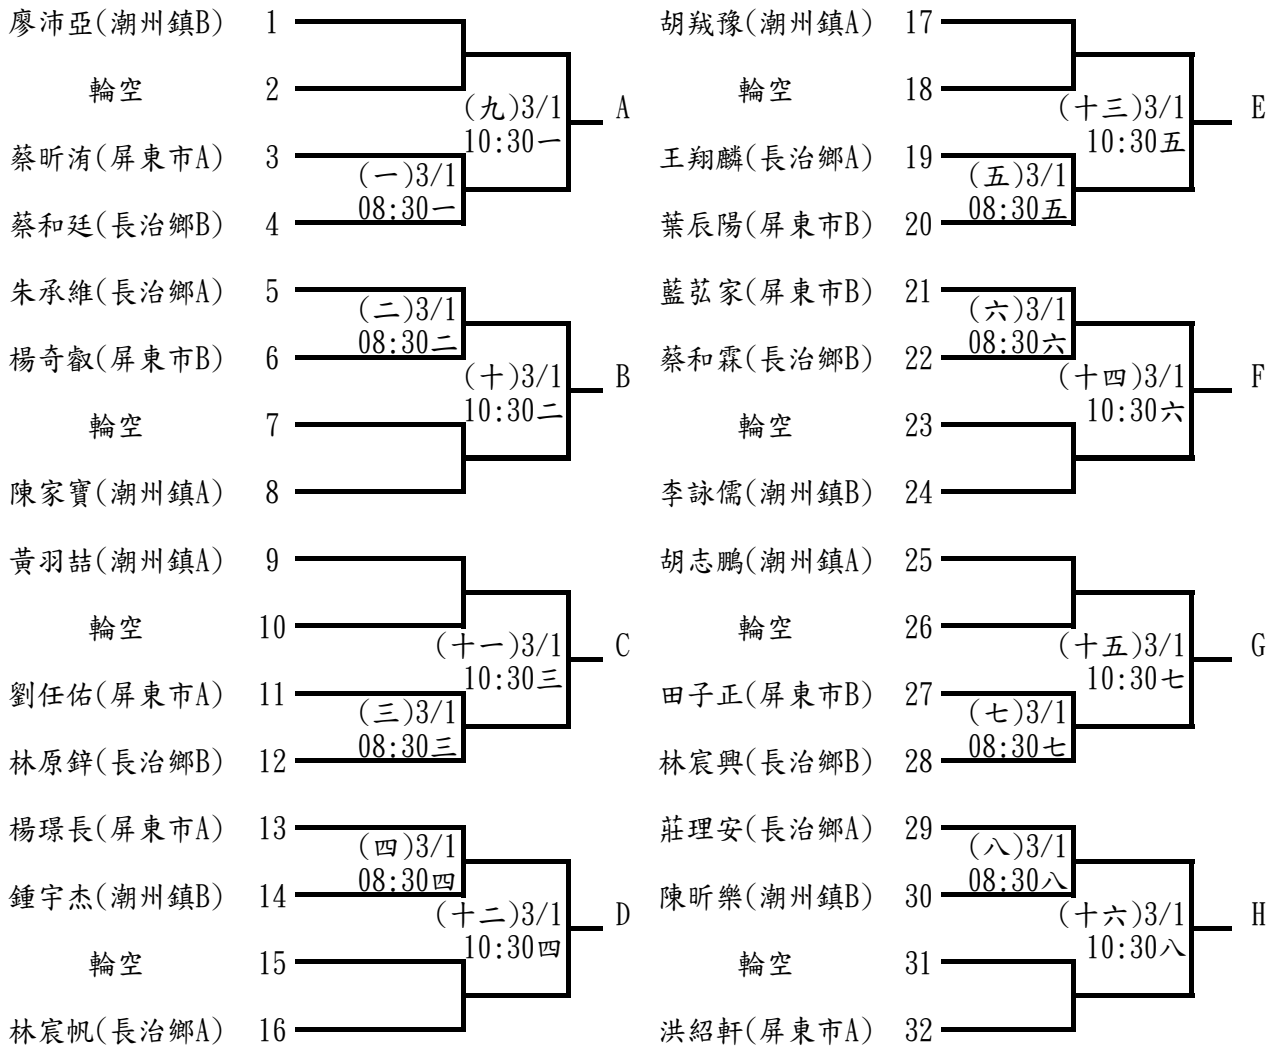 廖沛亞(潮州鎮B) 1
輪空 2
(九)3/1
10:30一
A
蔡昕洧(屏東市A) 3
(一)3/1
08:30一
蔡和廷(長治鄉B) 4
朱承維(長治鄉A) 5
(二)3/1
08:30二
楊奇叡(屏東市B) 6
(十)3/1
10:30二
B
輪空 7
陳家寶(潮州鎮A) 8
黃羽喆(潮州鎮A) 9
輪空 10
(十一)3/1
10:30三
C
劉任佑(屏東市A) 11
(三)3/1
08:30三
林原鋅(長治鄉B) 12
楊璟長(屏東市A) 13
(四)3/1
08:30四
鍾宇杰(潮州鎮B) 14
(十二)3/1
10:30四
D
輪空 15
林宸帆(長治鄉A) 16
胡羢豫(潮州鎮A) 17
輪空 18
(十三)3/1
10:30五
E
王翔麟(長治鄉A) 19
(五)3/1
08:30五
葉辰陽(屏東市B) 20
藍苰家(屏東市B) 21
(六)3/1
08:30六
蔡和霖(長治鄉B) 22
(十四)3/1
10:30六
F
輪空 23
李詠儒(潮州鎮B) 24
胡志鵬(潮州鎮A) 25
輪空 26
(十五)3/1
10:30七
G
田子正(屏東市B) 27
(七)3/1
08:30七
林宸興(長治鄉B) 28
莊理安(長治鄉A) 29
(八)3/1
08:30八
陳昕樂(潮州鎮B) 30
(十六)3/1
10:30八
H
輪空 31
洪紹軒(屏東市A) 32